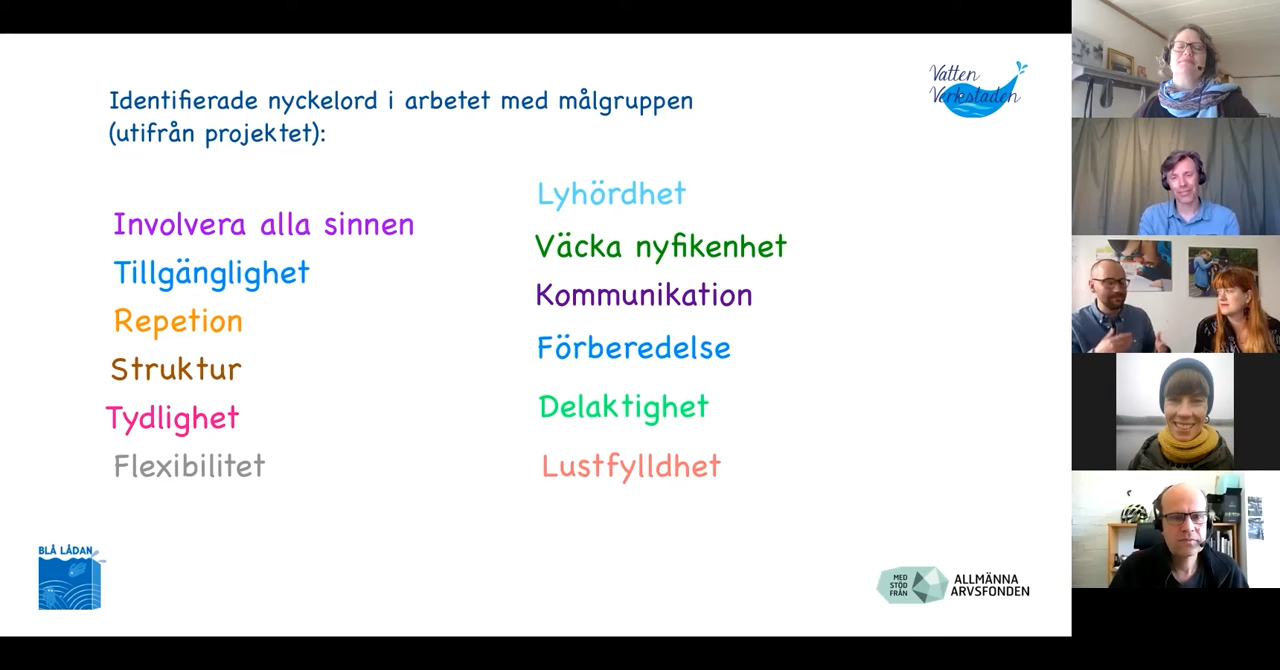 Identifierade nyckelord i arbetet med målgruppen
(utifrån projektet):
Vatten
Verkstaden
Involvera alla sinnen
Tillgänglighet
Repetion
Struktur
Tydlighet
Flexibilitet
Lyhördhet
Väcka nyfikenhet
Kommunikation
Förberedelse
Delaktighet
Lustfylldhet
BLÅ LÅDAN
MED
STÖD
FRÅN
ALLMÄNNA
ARVSFONDEN